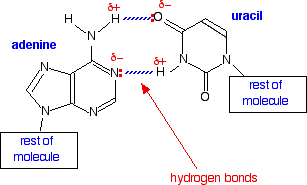 δ+ δ- uracil
H O
adenine
N
H δ- δ+
N N H N N
N N O
rest of
molecule
rest of
molecule
hydrogen bonds